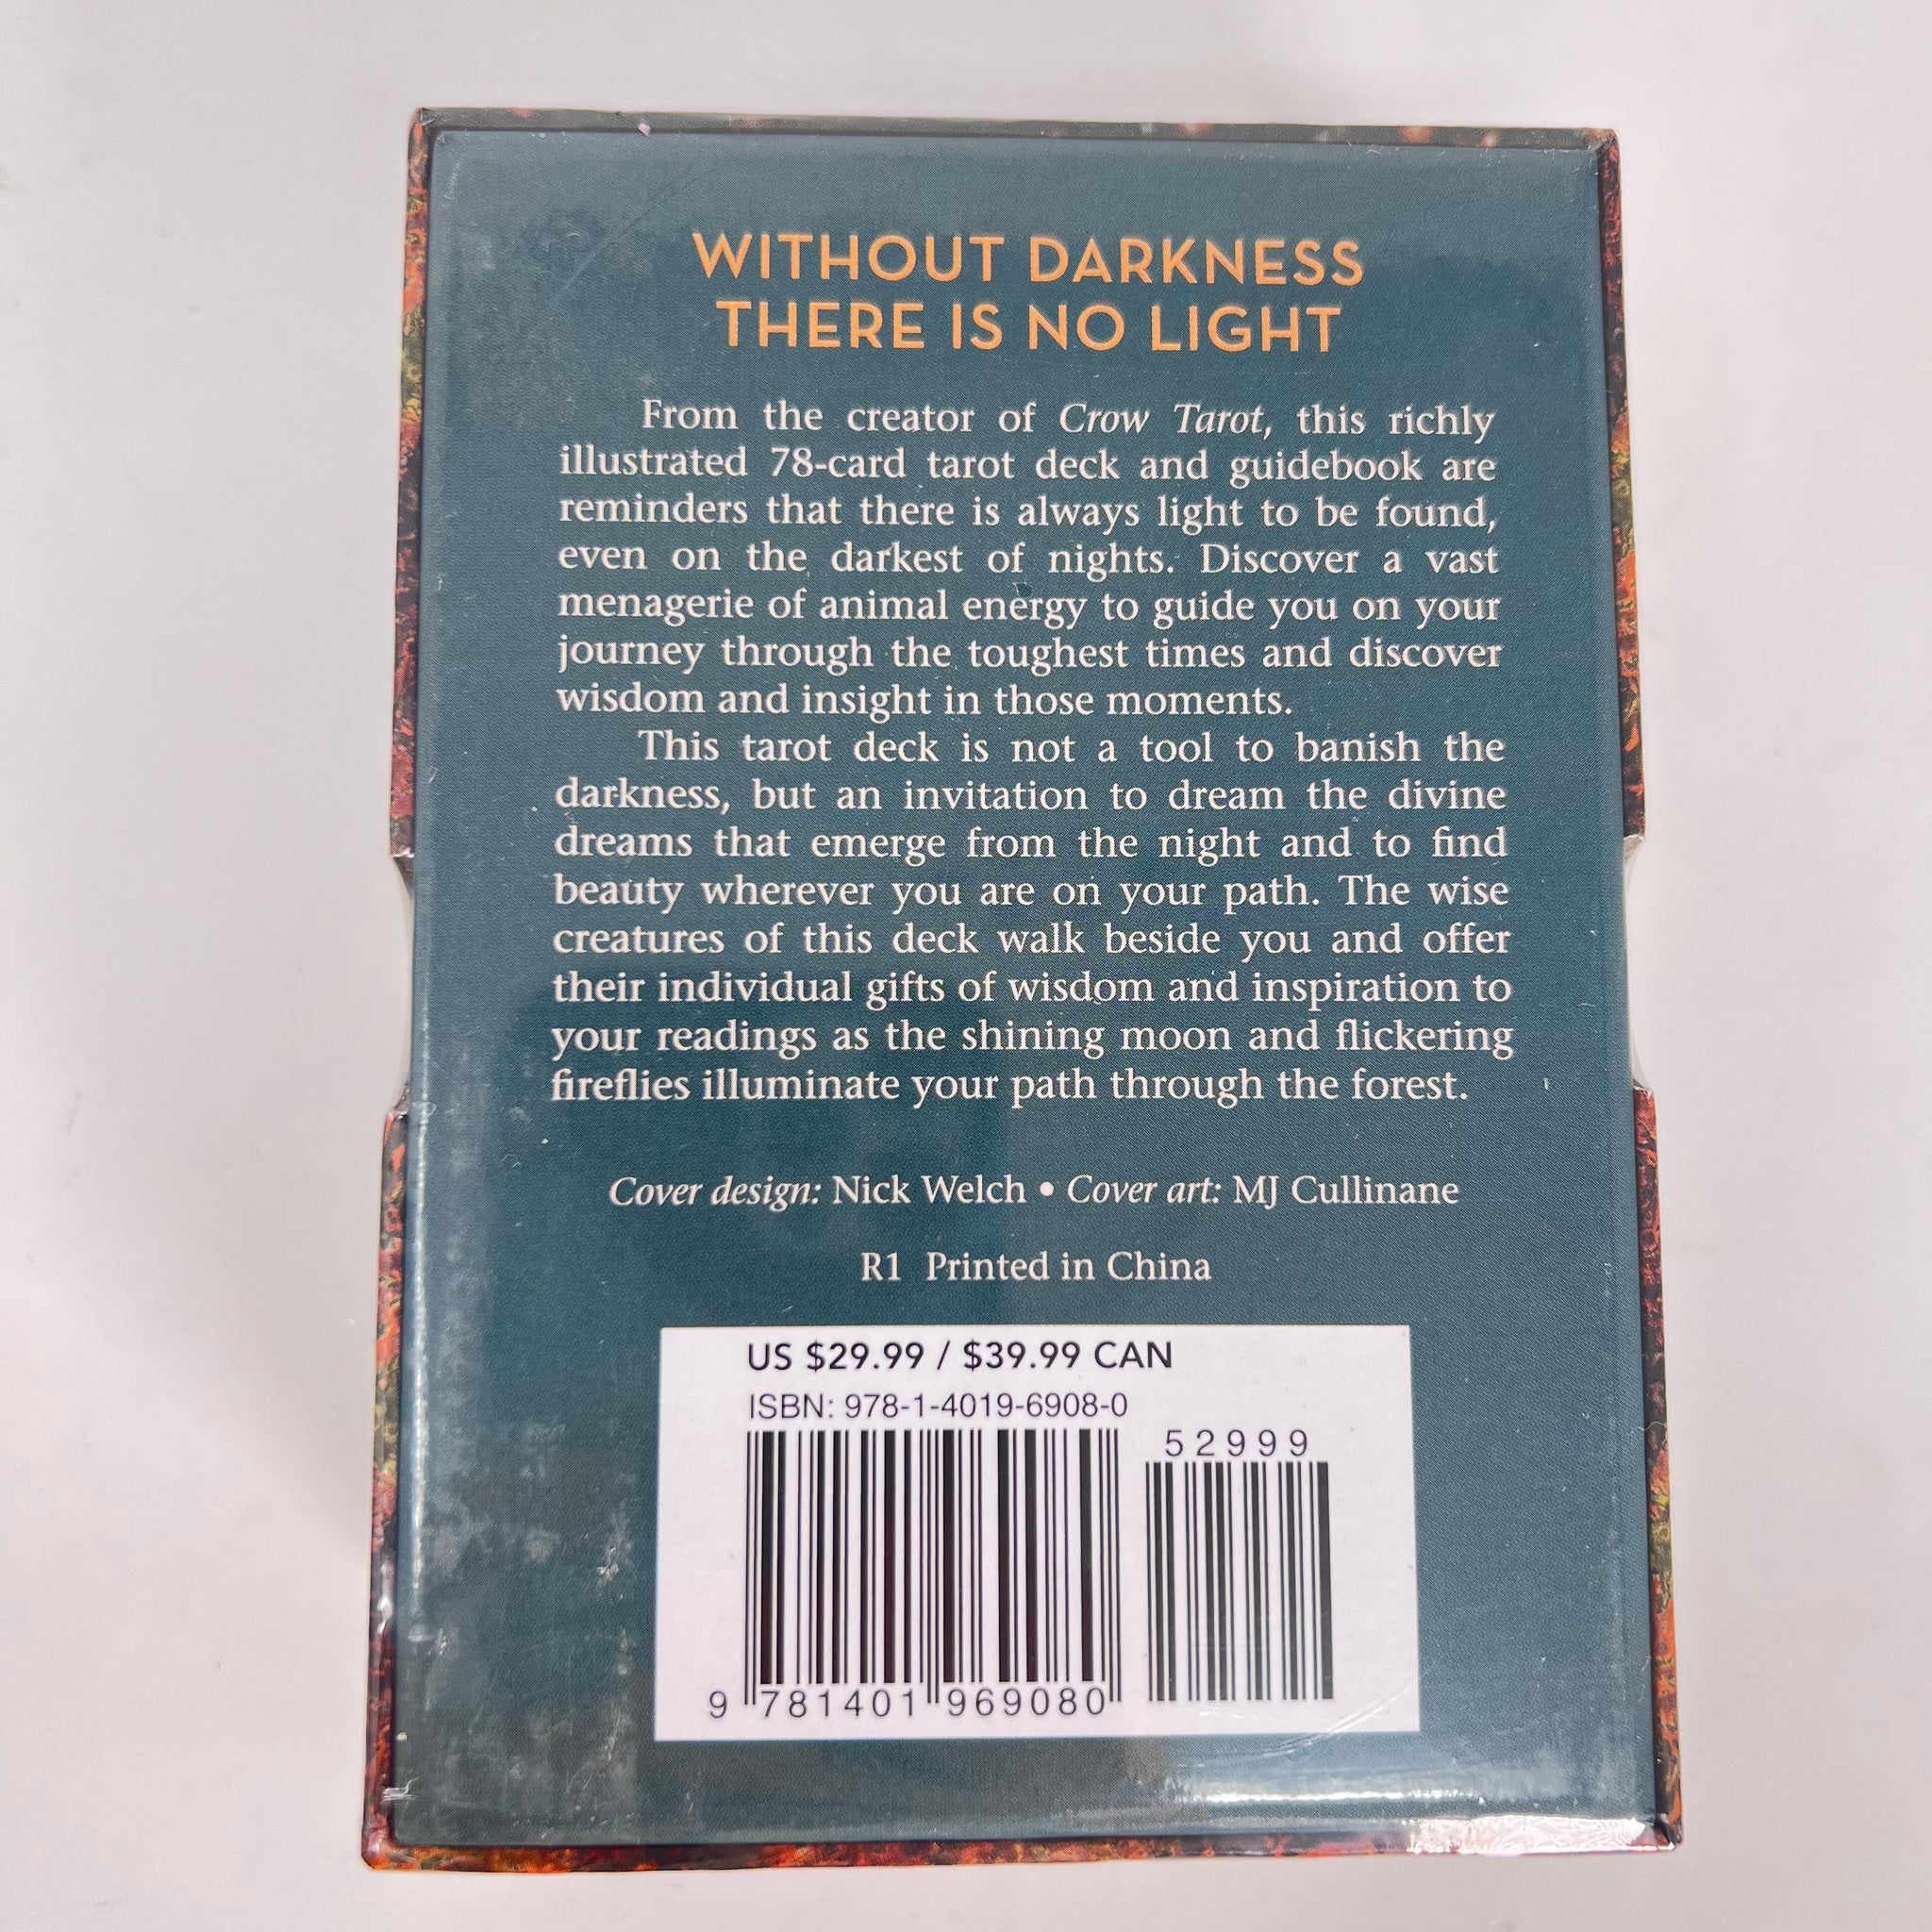 WITHOUT DARKNESS
THERE IS NO LIGHT
From the creator of Crow Tarot, this richly
illustrated 78-card tarot deck and guidebook are
reminders that there is always light to be found,
even on the darkest of nights. Discover a vast
menagerie of animal energy to guide you on your
journey through the toughest times and discover
wisdom and insight in those moments.
This tarot deck is not a tool to banish the
darkness, but an invitation to dream the divine
dreams that emerge from the night and to find
beauty wherever you are on your path. The wise
creatures of this deck walk beside you and offer
their individual gifts of wisdom and inspiration to
your readings as the shining moon and flickering
fireflies illuminate your path through the forest.
Cover design: Nick Welch • Cover art: MJ Cullinane
R1 Printed in China
US $29.99 / $39.99 CAN
ISBN: 978-1-4019-6908-0
52999
9 781401 969080